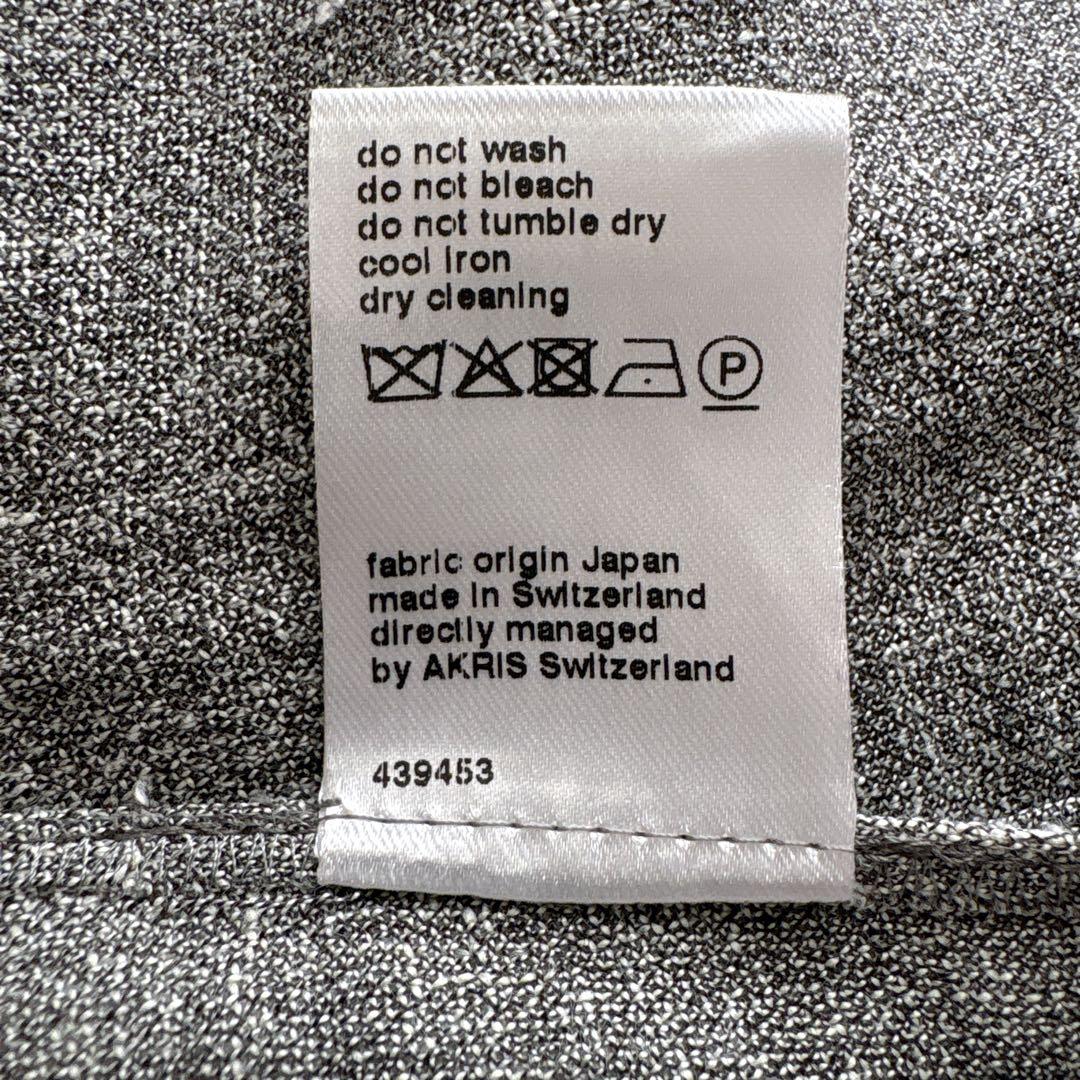 do not wash
do not bleach
do not tumble dry
cool iron
dry cleaning
P
fabric origin Japan
made in Switzerland
directly managed
by AKRIS Switzerland
439453